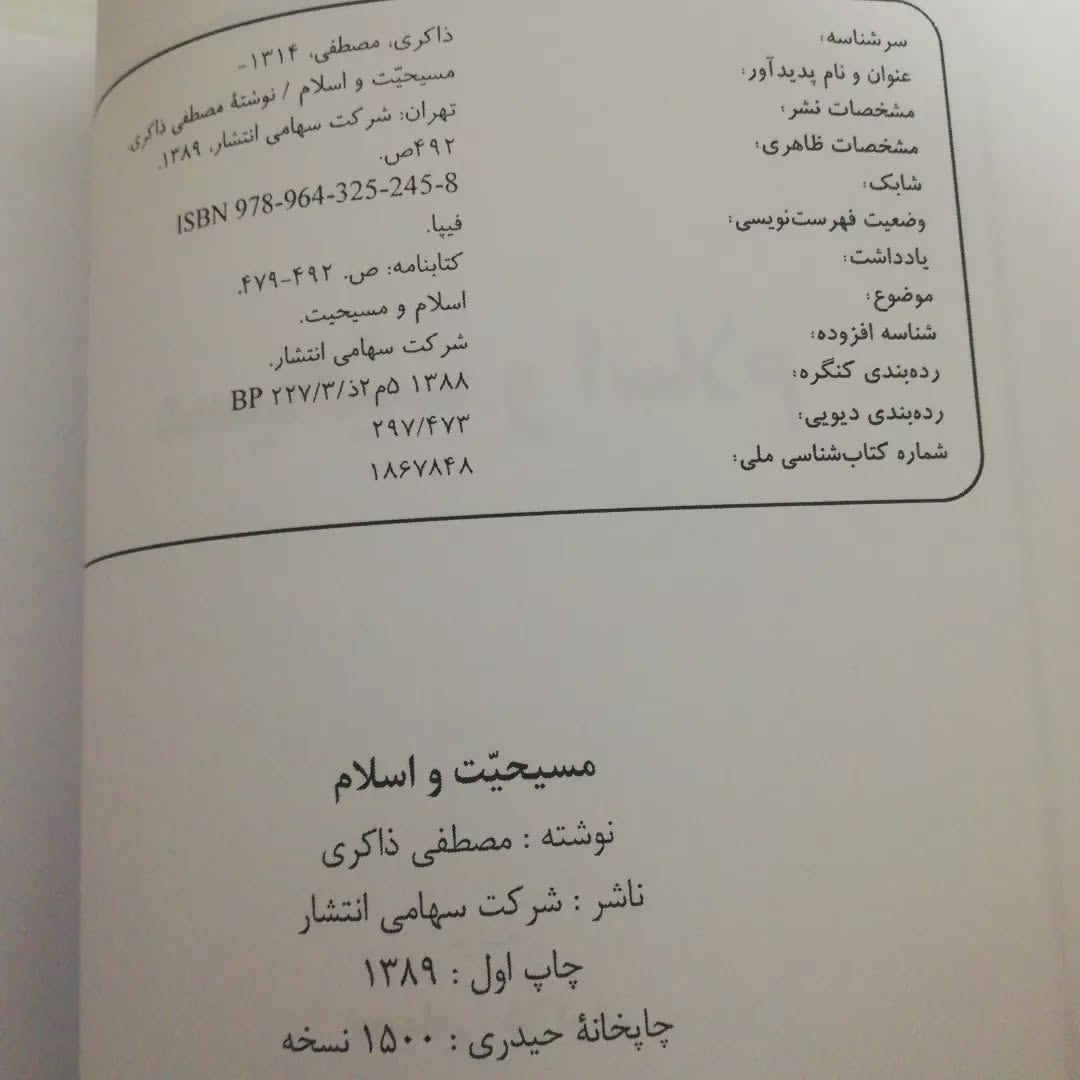 سرشناسه: ذاکری، مصطفی، ۱۳۱۴-
عنوان و نام پدیدآور: مسیحیّت و اسلام / نوشتهٔ مصطفی ذاکری.
مشخصات نشر: تهران: شرکت سهامی انتشار، ۱۳۸۹.
مشخصات ظاهری: ۴۹۲ص.
شابک: ISBN 978-964-325-245-8
وضعیت فهرست‌نویسی: فیپا.
یادداشت: کتابنامه: ص. ۴۹۲-۴۷۹.
موضوع: اسلام و مسیحیت.
شناسه افزوده: شرکت سهامی انتشار.
رده‌بندی کنگره: ۱۳۸۸ ۵م۲ذ/۲۲۷/۳ BP
رده‌بندی دیویی: ۲۹۷/۴۷۳
شماره کتاب‌شناسی ملی: ۱۸۶۷۸۴۸
مسیحیّت و اسلام
نوشته : مصطفی ذاکری
ناشر : شرکت سهامی انتشار
چاپ اول : ۱۳۸۹
چاپخانهٔ حیدری : ۱۵۰۰ نسخه